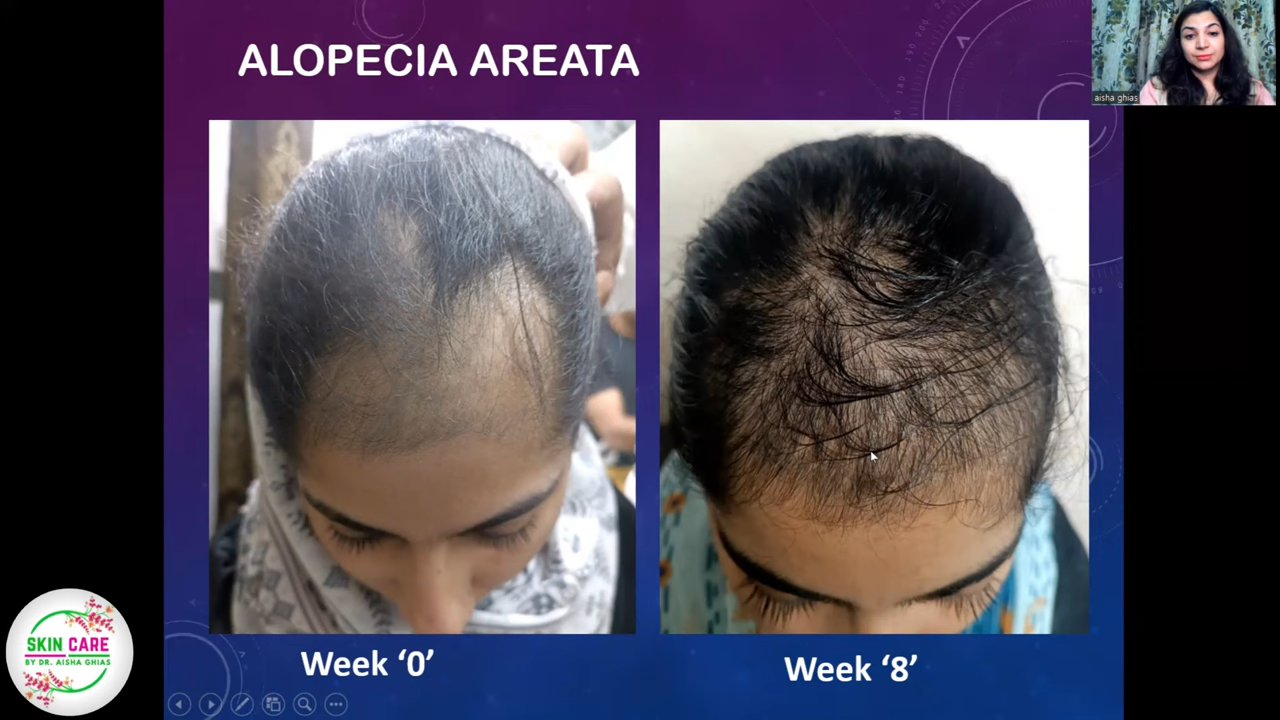 ALOPECIA AREATA
aisha ghias
Week ‘0’
Week ‘8’
SKIN CARE
BY DR. AISHA GHIAS